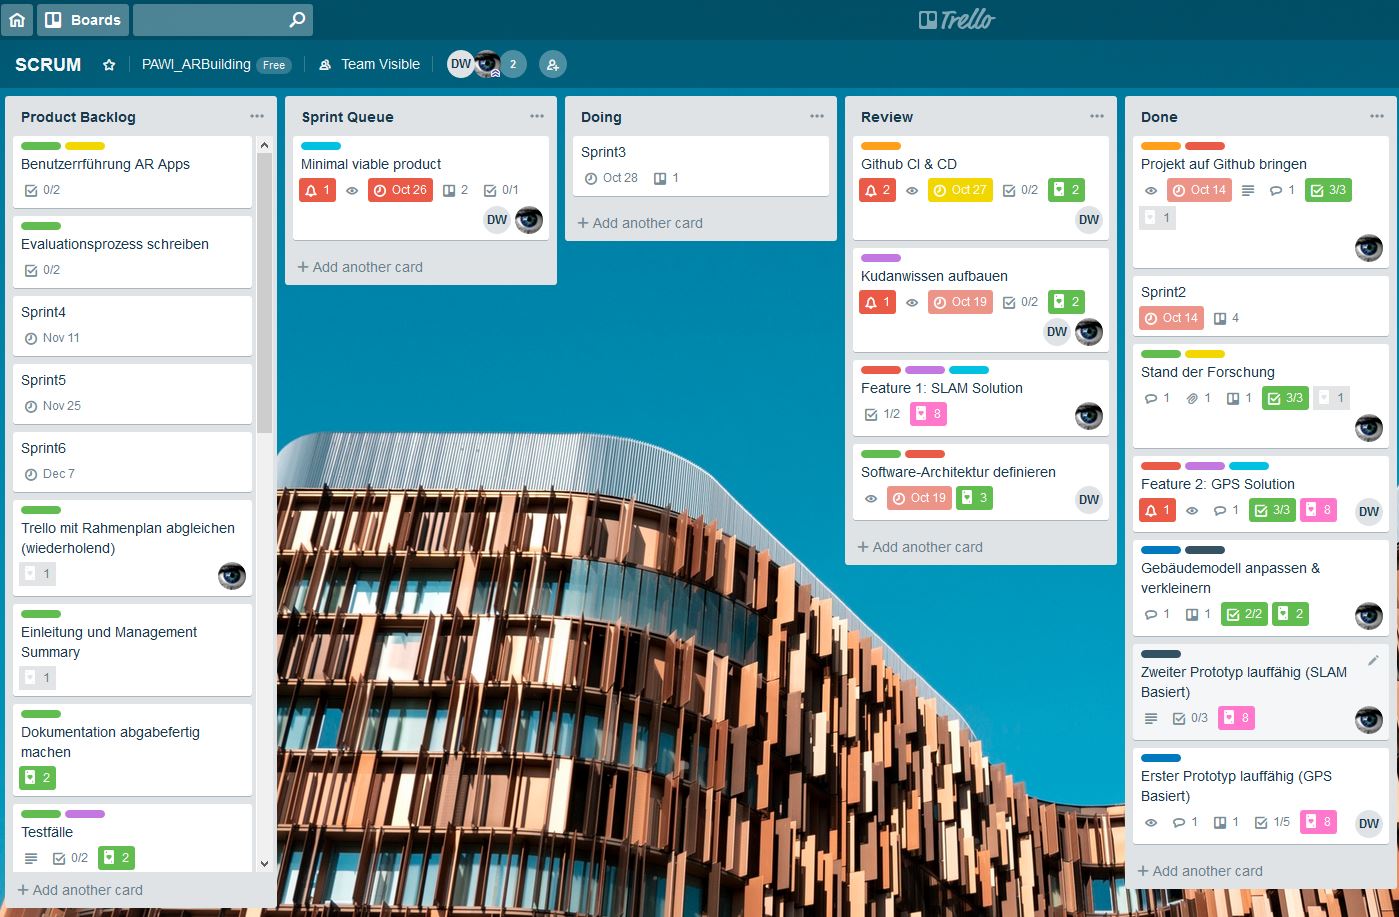 Boards
Trello
SCRUM
PAWI_ARBuilding Free
Team Visible
DW
2
Product Backlog
Benutzerrführung AR Apps
0/2
Evaluationsprozess schreiben
0/2
Sprint4
Nov 11
Sprint5
Nov 25
Sprint6
Dec 7
Trello mit Rahmenplan abgleichen
(wiederholend)
1
Einleitung und Management
Summary
1
Dokumentation abgabefertig
machen
2
Testfälle
0/2 2
+ Add another card
Sprint Queue
Minimal viable product
1 Oct 26 2 0/1
DW
+ Add another card
Doing
Sprint3
Oct 28 1
+ Add another card
Review
Github CI & CD
2 Oct 27 0/2 2
DW
Kudanwissen aufbauen
1 Oct 19 0/2 2
DW
Feature 1: SLAM Solution
1/2 8
Software-Architektur definieren
Oct 19 3 DW
+ Add another card
Done
Projekt auf Github bringen
Oct 14 1 3/3
1
Sprint2
Oct 14 4
Stand der Forschung
1 1 1 3/3 1
Feature 2: GPS Solution
1 1 3/3 8 DW
Gebäudemodell anpassen &
verkleinern
1 1 2/2 2
Zweiter Prototyp lauffähig (SLAM
Basiert)
0/3 8
Erster Prototyp lauffähig (GPS
Basiert)
1 1 1/5 8 DW
+ Add another card